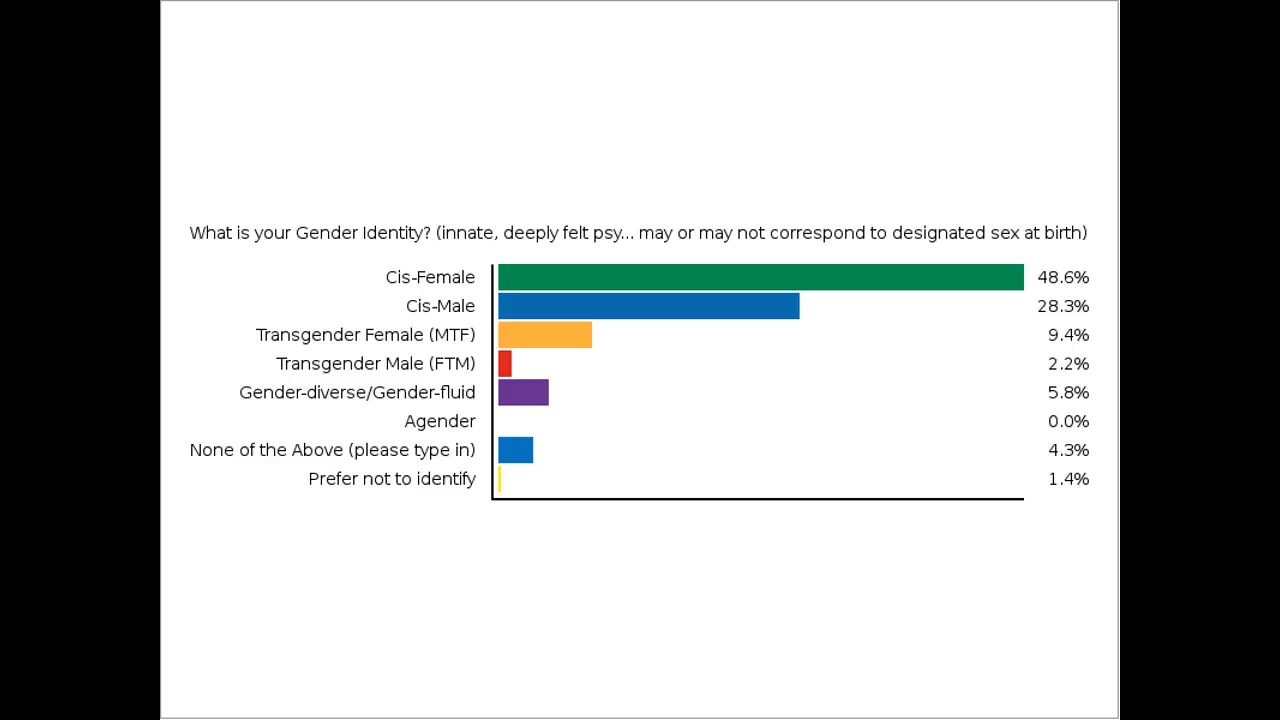 What is your Gender Identity? (innate, deeply felt psy... may or may not correspond to designated sex at birth)
Cis-Female 48.6%
Cis-Male 28.3%
Transgender Female (MTF) 9.4%
Transgender Male (FTM) 2.2%
Gender-diverse/Gender-fluid 5.8%
Agender 0.0%
None of the Above (please type in) 4.3%
Prefer not to identify 1.4%